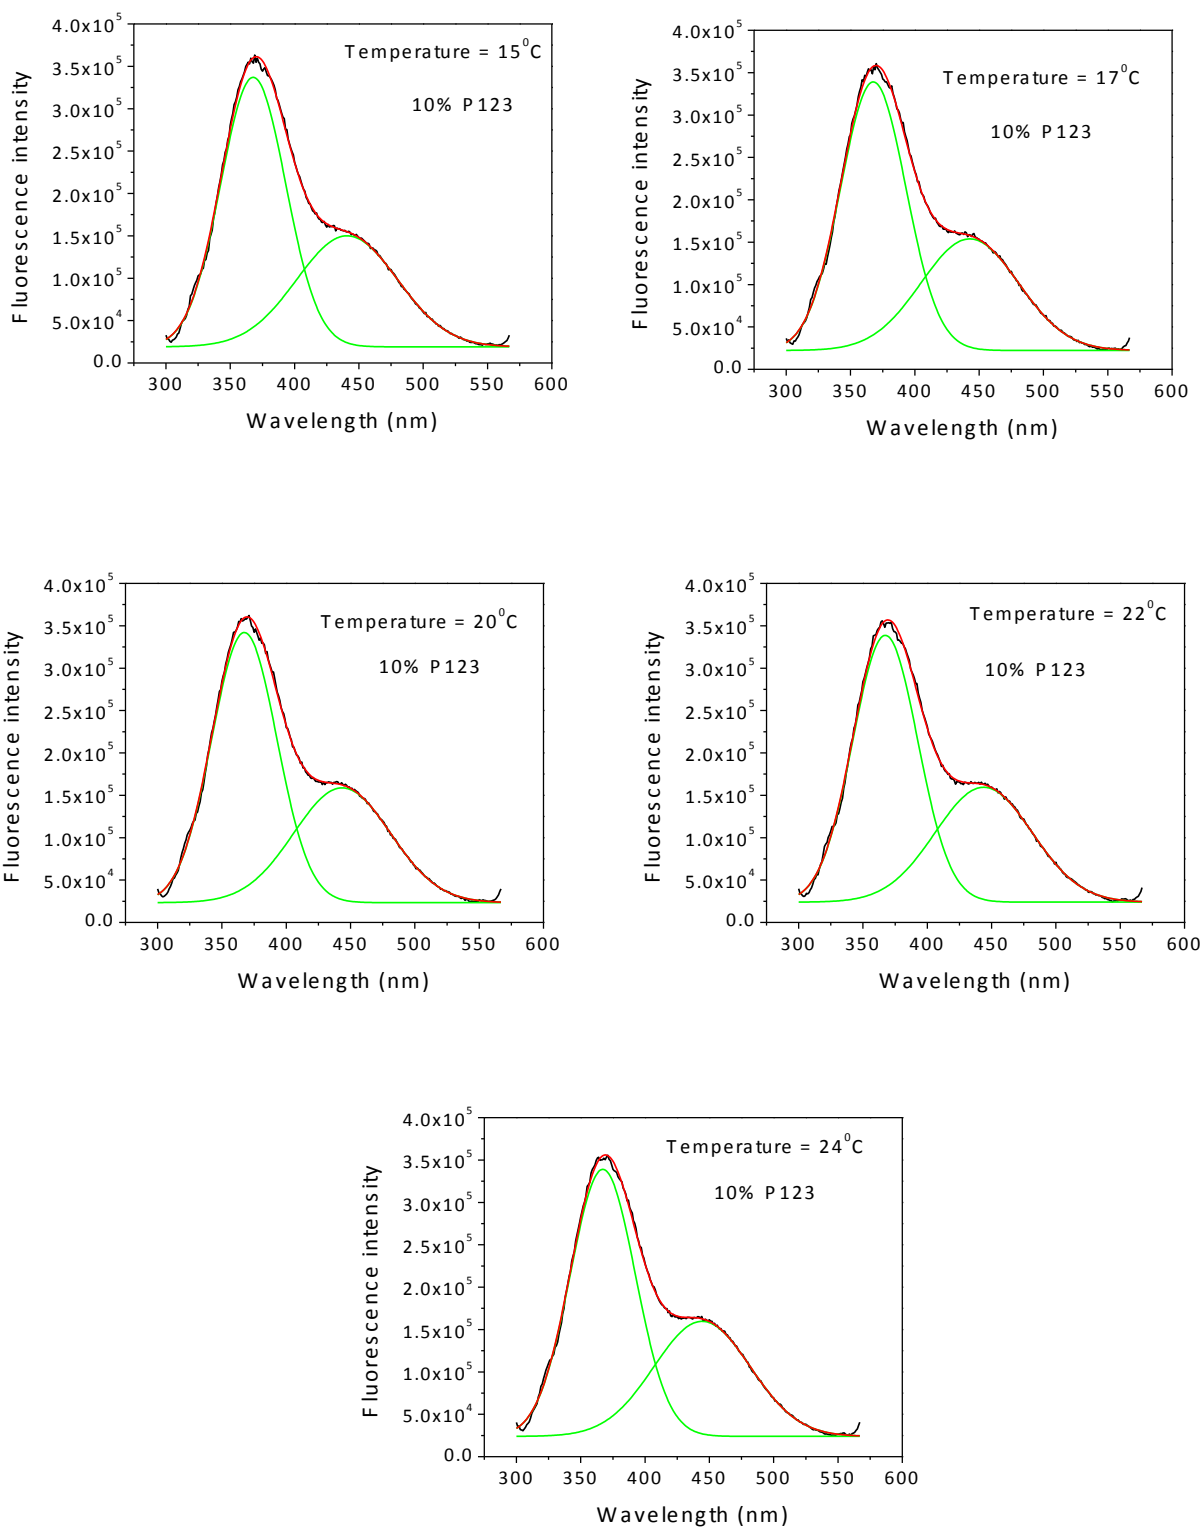 Temperature = 15⁰C
10% P123
4.0x10⁵
3.5x10⁵
3.0x10⁵
2.5x10⁵
2.0x10⁵
1.5x10⁵
1.0x10⁵
5.0x10⁴
0.0
Fluorescence intensity
300 350 400 450 500 550 600
Wavelength (nm)
Temperature = 17⁰C
10% P123
4.0x10⁵
3.5x10⁵
3.0x10⁵
2.5x10⁵
2.0x10⁵
1.5x10⁵
1.0x10⁵
5.0x10⁴
0.0
Fluorescence intensity
300 350 400 450 500 550 600
Wavelength (nm)
Temperature = 20⁰C
10% P123
4.0x10⁵
3.5x10⁵
3.0x10⁵
2.5x10⁵
2.0x10⁵
1.5x10⁵
1.0x10⁵
5.0x10⁴
0.0
Fluorescence intensity
300 350 400 450 500 550 600
Wavelength (nm)
Temperature = 22⁰C
10% P123
4.0x10⁵
3.5x10⁵
3.0x10⁵
2.5x10⁵
2.0x10⁵
1.5x10⁵
1.0x10⁵
5.0x10⁴
0.0
Fluorescence intensity
300 350 400 450 500 550 600
Wavelength (nm)
Temperature = 24⁰C
10% P123
4.0x10⁵
3.5x10⁵
3.0x10⁵
2.5x10⁵
2.0x10⁵
1.5x10⁵
1.0x10⁵
5.0x10⁴
0.0
Fluorescence intensity
300 350 400 450 500 550 600
Wavelength (nm)